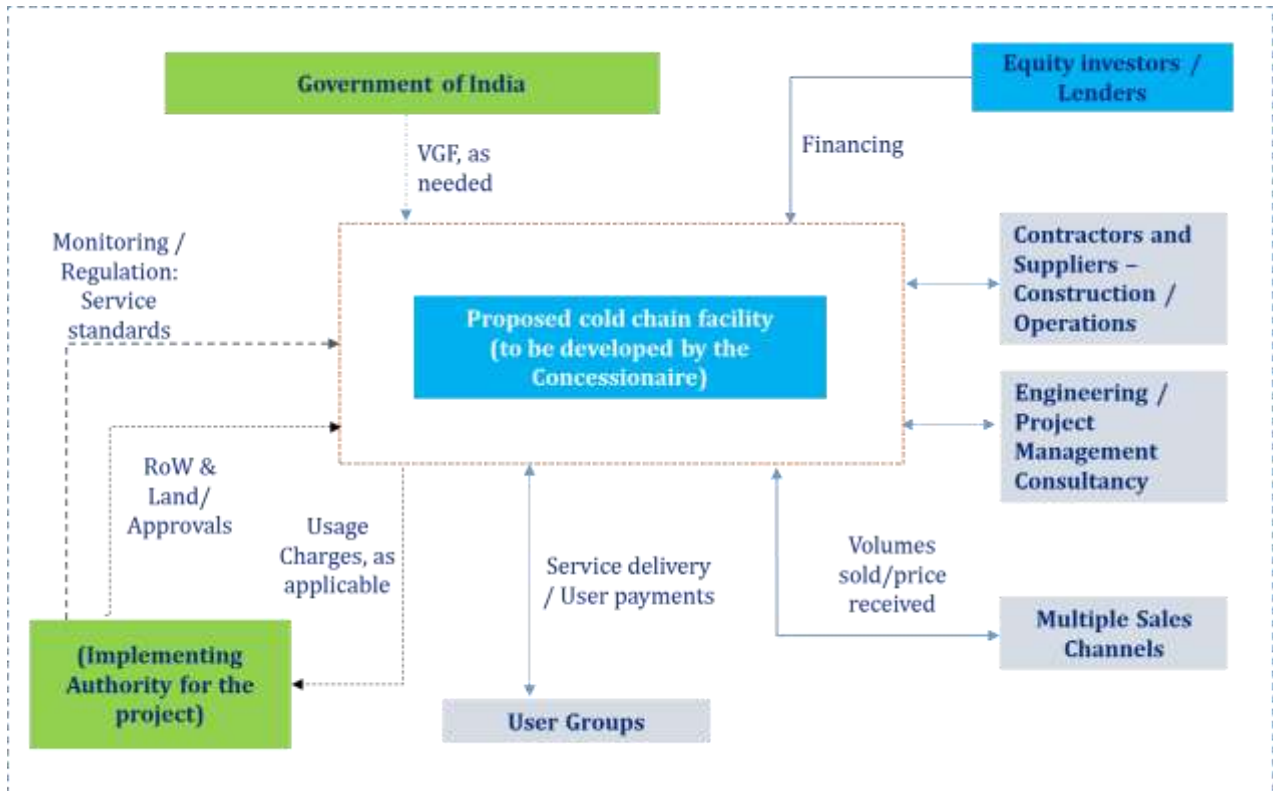 Government of India
Equity investors /
Lenders
VGF, as
needed
Financing
Monitoring /
Regulation:
Service
standards
Contractors and
Suppliers –
Construction /
Operations
Proposed cold chain facility
(to be developed by the
Concessionaire)
Engineering /
Project
Management
Consultancy
RoW &
Land/
Approvals
Usage
Charges, as
applicable
Service delivery
/ User payments
Volumes
sold/price
received
(Implementing
Authority for the
project)
User Groups
Multiple Sales
Channels